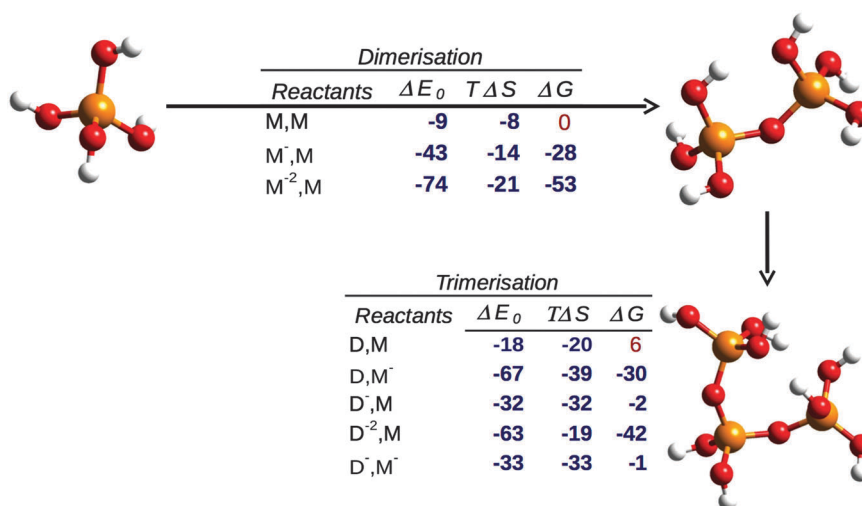 Dimerisation
Reactants ΔE₀ TΔS ΔG
M,M -9 -8 0
M⁻,M -43 -14 -28
M⁻²,M -74 -21 -53
Trimerisation
Reactants ΔE₀ TΔS ΔG
D,M -18 -20 6
D,M⁻ -67 -39 -30
D⁻,M -32 -32 -2
D⁻²,M -63 -19 -42
D⁻,M⁻ -33 -33 -1